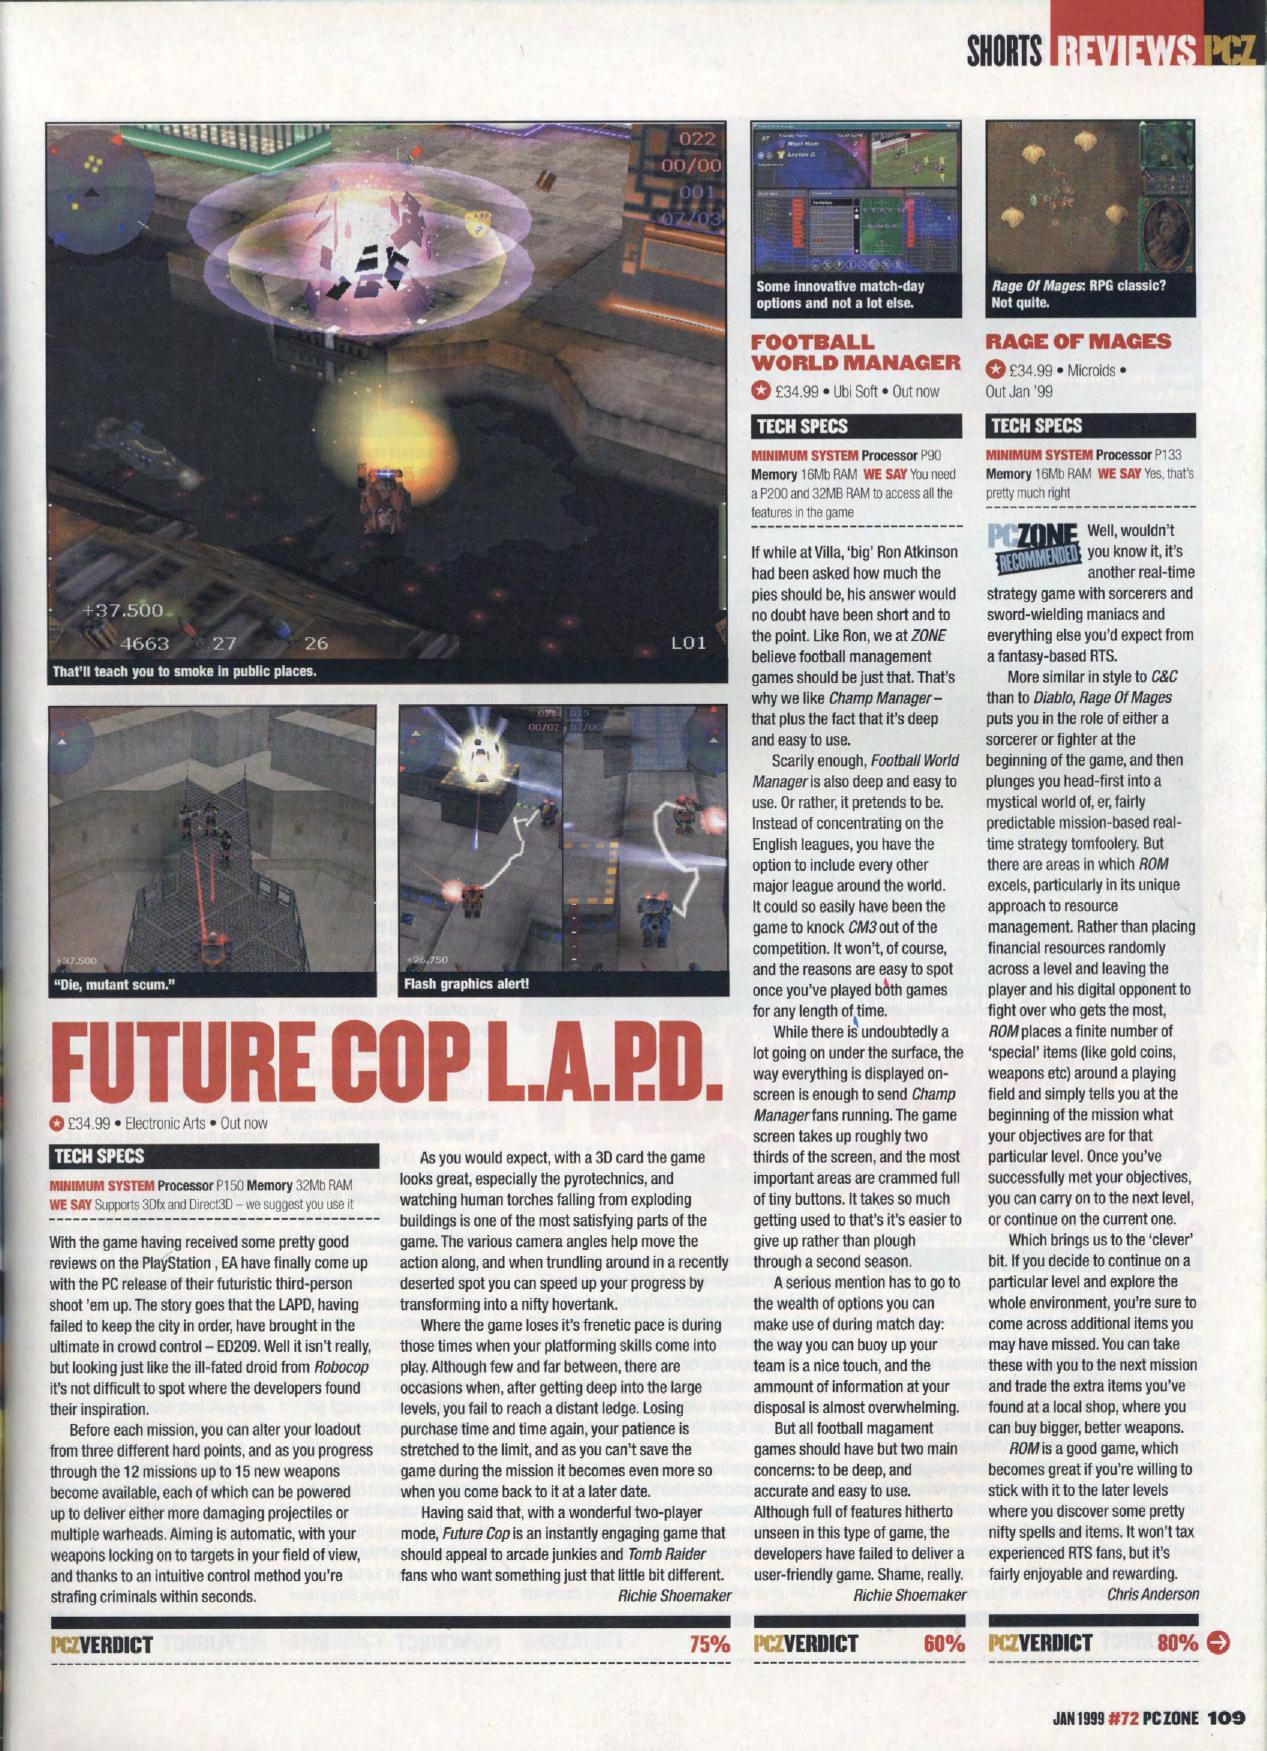 SHORTS REVIEWS PCZ
022
00/00
001
07/03
+37.500
4663 27 26
L01
That'll teach you to smoke in public places.
+37.500
"Die, mutant scum."
00/02 07/00
+26.750
Flash graphics alert!
FUTURE COP L.A.P.D.
£34.99 • Electronic Arts • Out now
TECH SPECS
MINIMUM SYSTEM Processor P150 Memory 32Mb RAM
WE SAY Supports 3Dfx and Direct3D – we suggest you use it
With the game having received some pretty good
reviews on the PlayStation , EA have finally come up
with the PC release of their futuristic third-person
shoot 'em up. The story goes that the LAPD, having
failed to keep the city in order, have brought in the
ultimate in crowd control – ED209. Well it isn't really,
but looking just like the ill-fated droid from Robocop
it's not difficult to spot where the developers found
their inspiration.
Before each mission, you can alter your loadout
from three different hard points, and as you progress
through the 12 missions up to 15 new weapons
become available, each of which can be powered
up to deliver either more damaging projectiles or
multiple warheads. Aiming is automatic, with your
weapons locking on to targets in your field of view,
and thanks to an intuitive control method you're
strafing criminals within seconds.
As you would expect, with a 3D card the game
looks great, especially the pyrotechnics, and
watching human torches falling from exploding
buildings is one of the most satisfying parts of the
game. The various camera angles help move the
action along, and when trundling around in a recently
deserted spot you can speed up your progress by
transforming into a nifty hovertank.
Where the game loses it's frenetic pace is during
those times when your platforming skills come into
play. Although few and far between, there are
occasions when, after getting deep into the large
levels, you fail to reach a distant ledge. Losing
purchase time and time again, your patience is
stretched to the limit, and as you can't save the
game during the mission it becomes even more so
when you come back to it at a later date.
Having said that, with a wonderful two-player
mode, Future Cop is an instantly engaging game that
should appeal to arcade junkies and Tomb Raider
fans who want something just that little bit different.
Richie Shoemaker
PCZVERDICT 75%
West Ham 2
Leyton O. 0
Some innovative match-day
options and not a lot else.
FOOTBALL
WORLD MANAGER
£34.99 • Ubi Soft • Out now
TECH SPECS
MINIMUM SYSTEM Processor P90
Memory 16Mb RAM WE SAY You need
a P200 and 32MB RAM to access all the
features in the game
If while at Villa, 'big' Ron Atkinson
had been asked how much the
pies should be, his answer would
no doubt have been short and to
the point. Like Ron, we at ZONE
believe football management
games should be just that. That's
why we like Champ Manager –
that plus the fact that it's deep
and easy to use.
Scarily enough, Football World
Manager is also deep and easy to
use. Or rather, it pretends to be.
Instead of concentrating on the
English leagues, you have the
option to include every other
major league around the world.
It could so easily have been the
game to knock CM3 out of the
competition. It won't, of course,
and the reasons are easy to spot
once you've played both games
for any length of time.
While there is undoubtedly a
lot going on under the surface, the
way everything is displayed on-
screen is enough to send Champ
Manager fans running. The game
screen takes up roughly two
thirds of the screen, and the most
important areas are crammed full
of tiny buttons. It takes so much
getting used to that's it's easier to
give up rather than plough
through a second season.
A serious mention has to go to
the wealth of options you can
make use of during match day:
the way you can buoy up your
team is a nice touch, and the
ammount of information at your
disposal is almost overwhelming.
But all football magament
games should have but two main
concerns: to be deep, and
accurate and easy to use.
Although full of features hitherto
unseen in this type of game, the
developers have failed to deliver a
user-friendly game. Shame, really.
Richie Shoemaker
PCZVERDICT 60%
Rage Of Mages: RPG classic?
Not quite.
RAGE OF MAGES
£34.99 • Microids •
Out Jan '99
TECH SPECS
MINIMUM SYSTEM Processor P133
Memory 16Mb RAM WE SAY Yes, that's
pretty much right
PCZONE
RECOMMENDED
Well, wouldn't
you know it, it's
another real-time
strategy game with sorcerers and
sword-wielding maniacs and
everything else you'd expect from
a fantasy-based RTS.
More similar in style to C&C
than to Diablo, Rage Of Mages
puts you in the role of either a
sorcerer or fighter at the
beginning of the game, and then
plunges you head-first into a
mystical world of, er, fairly
predictable mission-based real-
time strategy tomfoolery. But
there are areas in which ROM
excels, particularly in its unique
approach to resource
management. Rather than placing
financial resources randomly
across a level and leaving the
player and his digital opponent to
fight over who gets the most,
ROM places a finite number of
'special' items (like gold coins,
weapons etc) around a playing
field and simply tells you at the
beginning of the mission what
your objectives are for that
particular level. Once you've
successfully met your objectives,
you can carry on to the next level,
or continue on the current one.
Which brings us to the 'clever'
bit. If you decide to continue on a
particular level and explore the
whole environment, you're sure to
come across additional items you
may have missed. You can take
these with you to the next mission
and trade the extra items you've
found at a local shop, where you
can buy bigger, better weapons.
ROM is a good game, which
becomes great if you're willing to
stick with it to the later levels
where you discover some pretty
nifty spells and items. It won't tax
experienced RTS fans, but it's
fairly enjoyable and rewarding.
Chris Anderson
PCZVERDICT 80%
JAN 1999 #72 PC ZONE 109